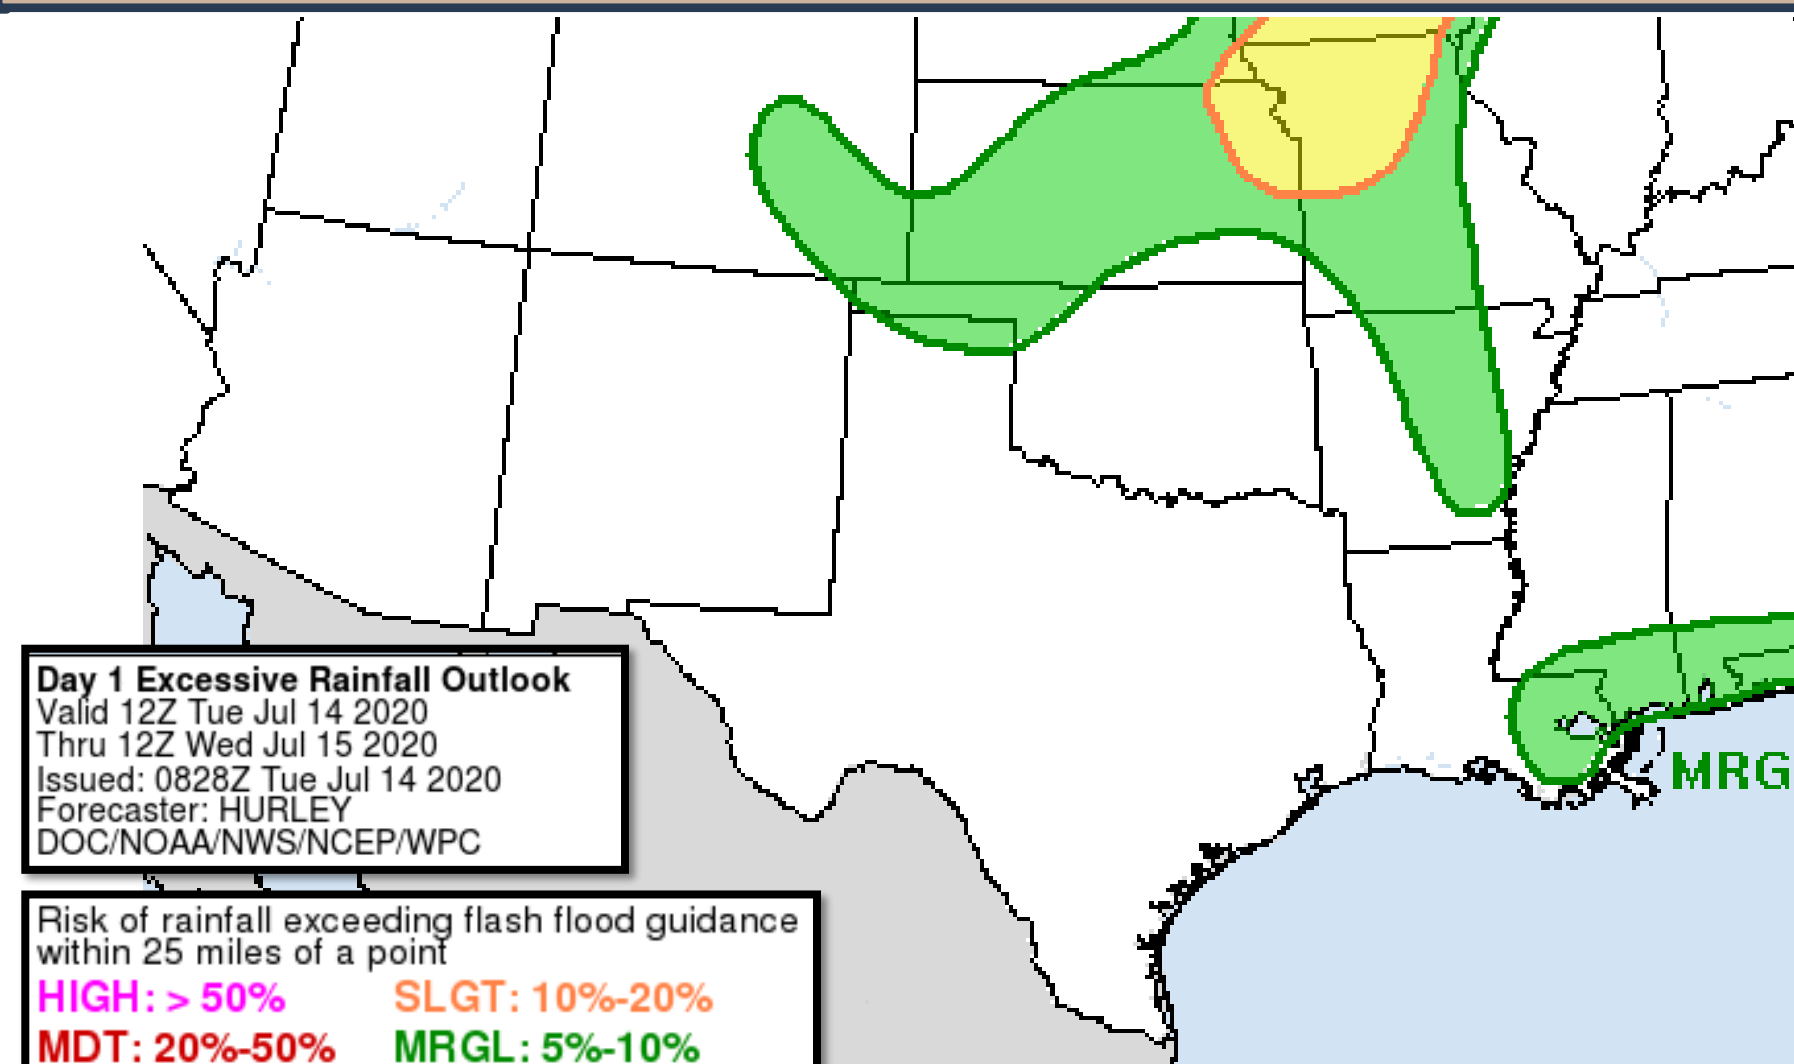 MRG
Day 1 Excessive Rainfall Outlook
Valid 12Z Tue Jul 14 2020
Thru 12Z Wed Jul 15 2020
Issued: 0828Z Tue Jul 14 2020
Forecaster: HURLEY
DOC/NOAA/NWS/NCEP/WPC
Risk of rainfall exceeding flash flood guidance
within 25 miles of a point
HIGH: > 50% SLGT: 10%-20%
MDT: 20%-50% MRGL: 5%-10%